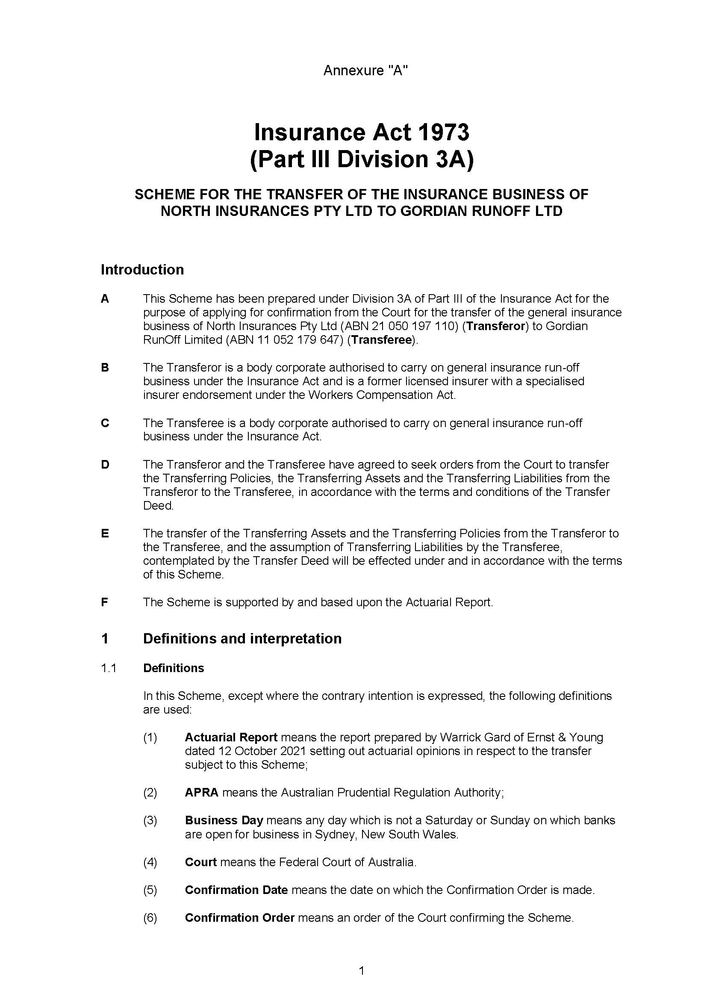 Annexure "A"
Insurance Act 1973
(Part III Division 3A)
SCHEME FOR THE TRANSFER OF THE INSURANCE BUSINESS OF
NORTH INSURANCES PTY LTD TO GORDIAN RUNOFF LTD
Introduction
A This Scheme has been prepared under Division 3A of Part III of the Insurance Act for the
purpose of applying for confirmation from the Court for the transfer of the general insurance
business of North Insurances Pty Ltd (ABN 21 050 197 110) (Transferor) to Gordian
RunOff Limited (ABN 11 052 179 647) (Transferee).
B The Transferor is a body corporate authorised to carry on general insurance run-off
business under the Insurance Act and is a former licensed insurer with a specialised
insurer endorsement under the Workers Compensation Act.
C The Transferee is a body corporate authorised to carry on general insurance run-off
business under the Insurance Act.
D The Transferor and the Transferee have agreed to seek orders from the Court to transfer
the Transferring Policies, the Transferring Assets and the Transferring Liabilities from the
Transferor to the Transferee, in accordance with the terms and conditions of the Transfer
Deed.
E The transfer of the Transferring Assets and the Transferring Policies from the Transferor to
the Transferee, and the assumption of Transferring Liabilities by the Transferee,
contemplated by the Transfer Deed will be effected under and in accordance with the terms
of this Scheme.
F The Scheme is supported by and based upon the Actuarial Report.
1 Definitions and interpretation
1.1 Definitions
In this Scheme, except where the contrary intention is expressed, the following definitions
are used:
(1) Actuarial Report means the report prepared by Warrick Gard of Ernst & Young
dated 12 October 2021 setting out actuarial opinions in respect to the transfer
subject to this Scheme;
(2) APRA means the Australian Prudential Regulation Authority;
(3) Business Day means any day which is not a Saturday or Sunday on which banks
are open for business in Sydney, New South Wales.
(4) Court means the Federal Court of Australia.
(5) Confirmation Date means the date on which the Confirmation Order is made.
(6) Confirmation Order means an order of the Court confirming the Scheme.
1